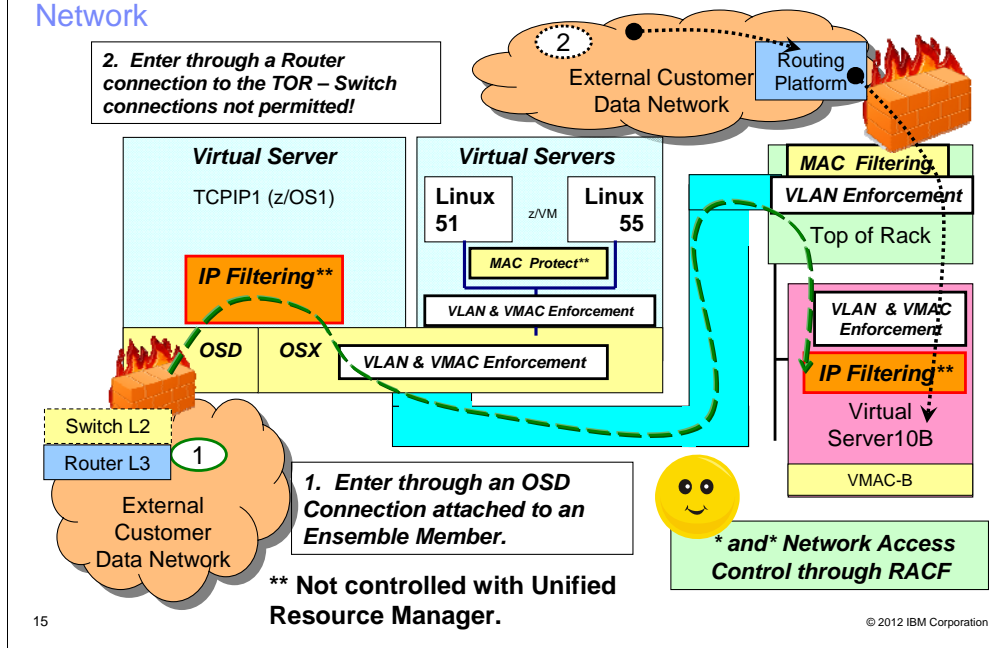 Network
2. Enter through a Router
connection to the TOR – Switch
connections not permitted!
2
External Customer
Data Network
Routing
Platform
Virtual Server
TCPIP1 (z/OS1)
IP Filtering**
Virtual Servers
Linux
51
z/VM
Linux
55
MAC Protect**
VLAN & VMAC Enforcement
OSD
OSX
VLAN & VMAC Enforcement
MAC Filtering
VLAN Enforcement
Top of Rack
VLAN & VMAC
Enforcement
IP Filtering**
Virtual
Server10B
VMAC-B
Switch L2
Router L3
1
External
Customer
Data Network
1. Enter through an OSD
Connection attached to an
Ensemble Member.
** Not controlled with Unified
Resource Manager.
* and* Network Access
Control through RACF
15
© 2012 IBM Corporation